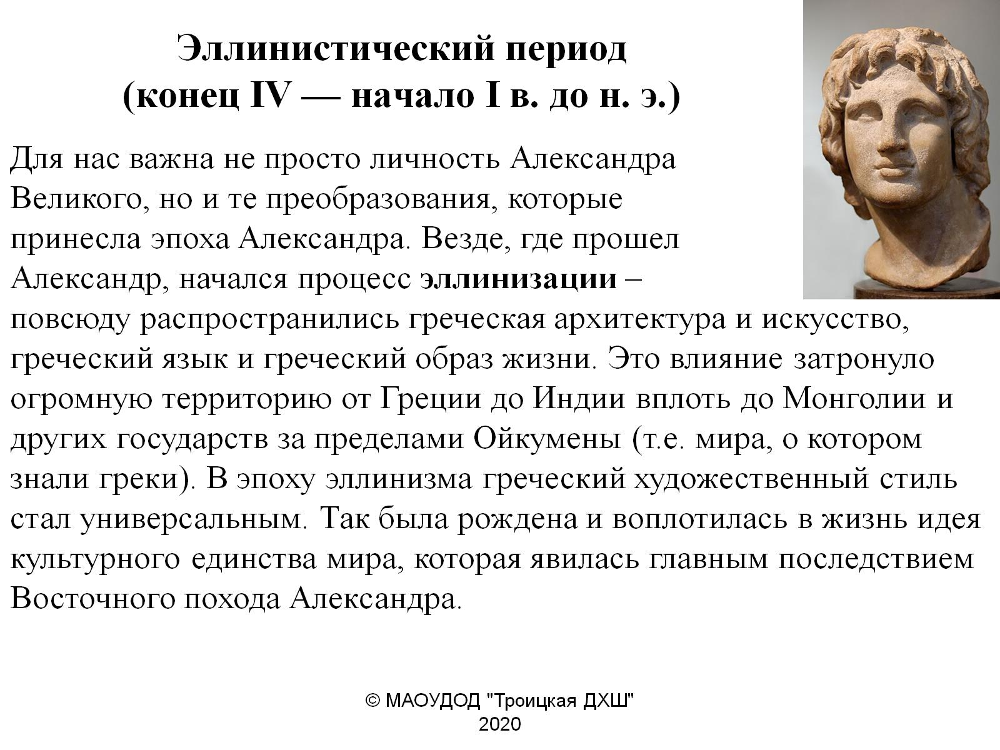 Эллинистический период
(конец IV — начало I в. до н. э.)
Для нас важна не просто личность Александра
Великого, но и те преобразования, которые
принесла эпоха Александра. Везде, где прошел
Александр, начался процесс эллинизации –
повсюду распространились греческая архитектура и искусство,
греческий язык и греческий образ жизни. Это влияние затронуло
огромную территорию от Греции до Индии вплоть до Монголии и
других государств за пределами Ойкумены (т.е. мира, о котором
знали греки). В эпоху эллинизма греческий художественный стиль
стал универсальным. Так была рождена и воплотилась в жизнь идея
культурного единства мира, которая явилась главным последствием
Восточного похода Александра.
© МАОУДОД "Троицкая ДХШ"
2020